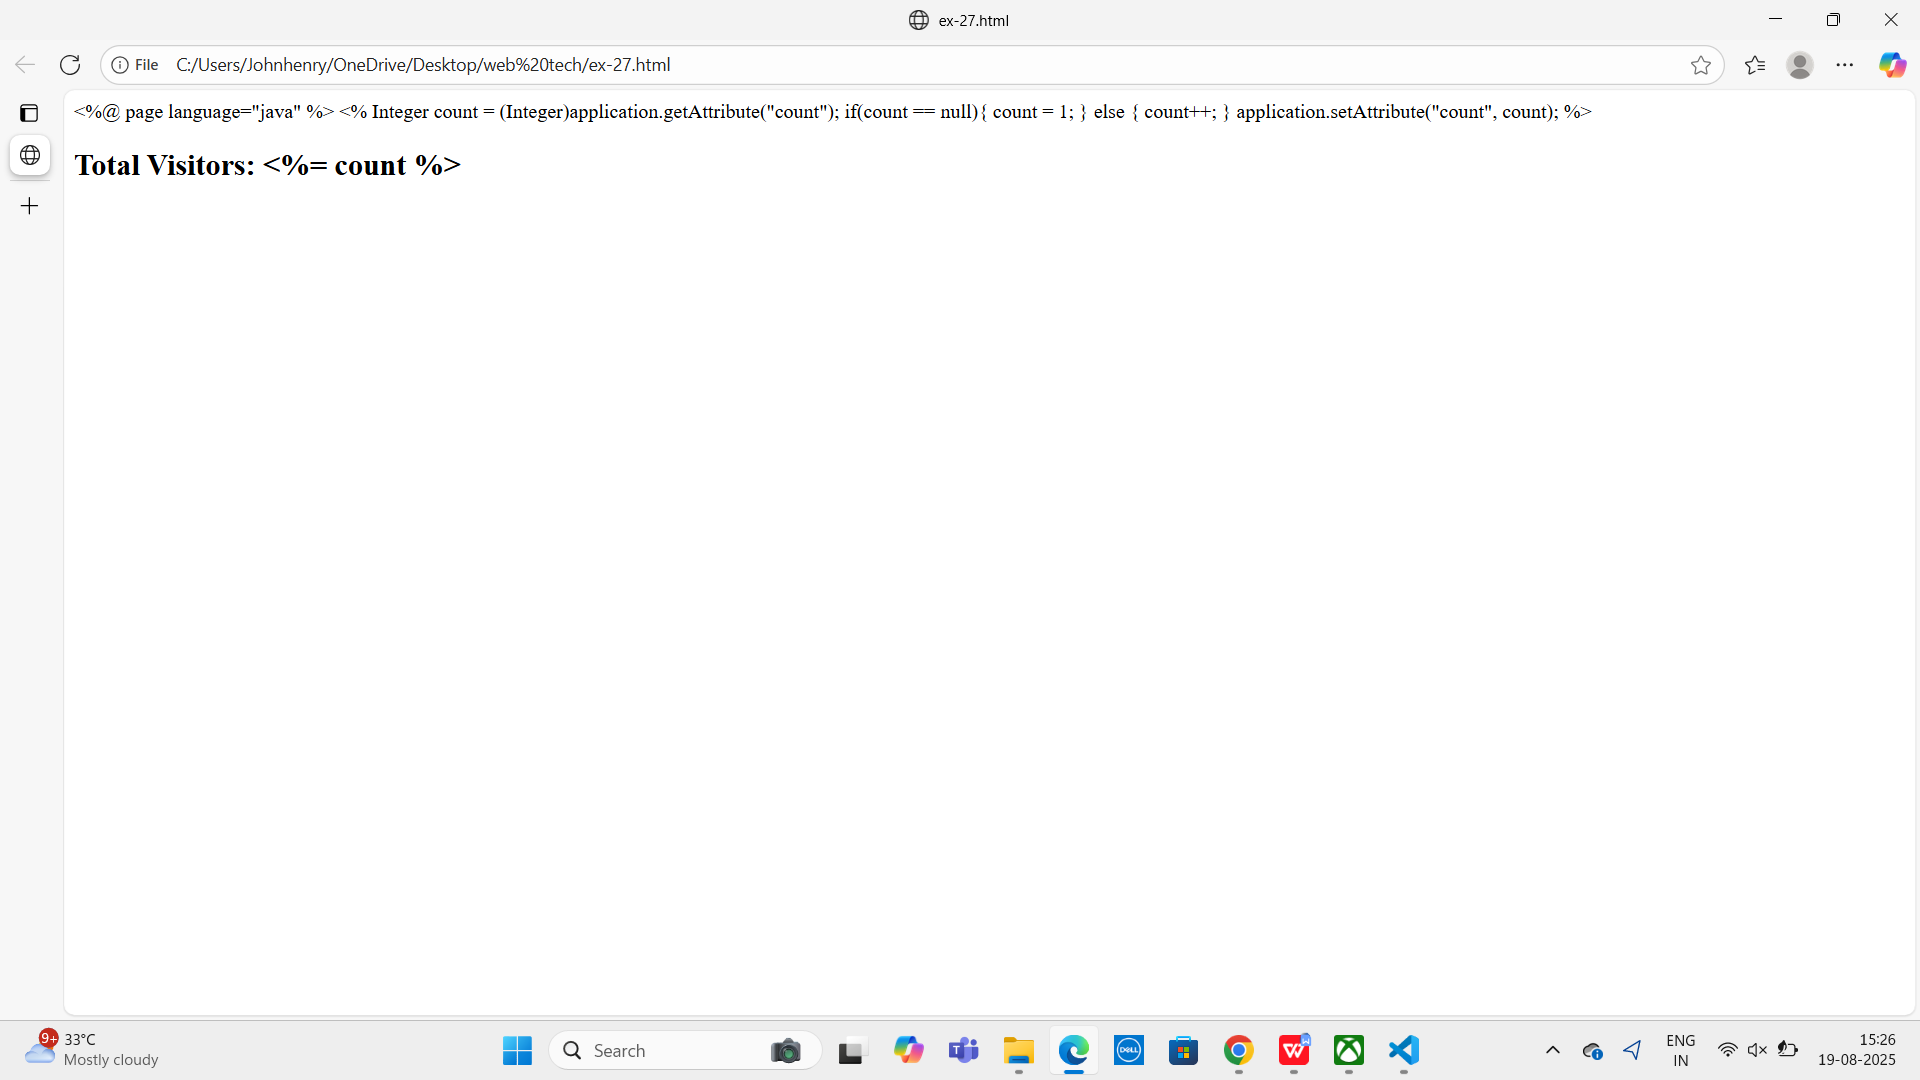 ex-27.html
File C:/Users/Johnhenry/OneDrive/Desktop/web%20tech/ex-27.html
<%@ page language="java" %> <% Integer count = (Integer)application.getAttribute("count"); if(count == null){ count = 1; } else { count++; } application.setAttribute("count", count); %>
Total Visitors: <%= count %>
9+
33°C
Mostly cloudy
Search
DELL
ENG
IN
15:26
19-08-2025